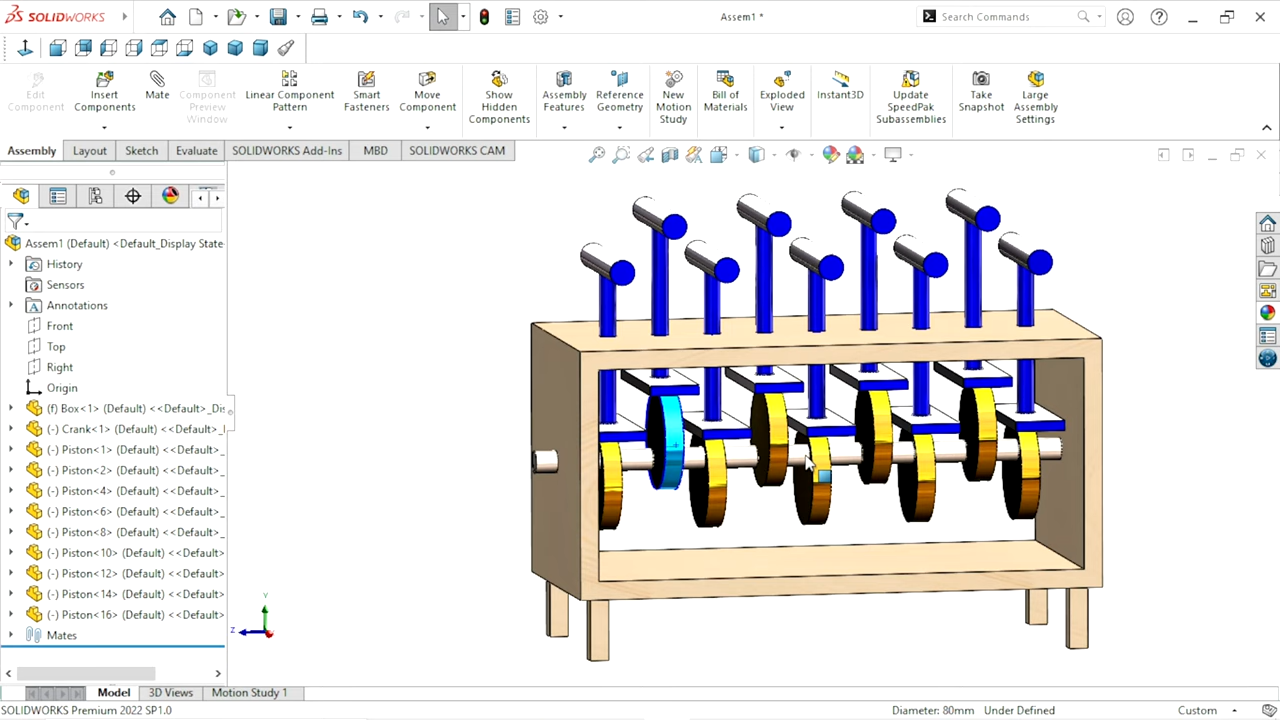 SOLIDWORKS
Assem1 *
Search Commands
Edit Component
Insert Components
Mate
Component Preview Window
Linear Component Pattern
Smart Fasteners
Move Component
Show Hidden Components
Assembly Features
Reference Geometry
New Motion Study
Bill of Materials
Exploded View
Instant3D
Update SpeedPak Subassemblies
Take Snapshot
Large Assembly Settings
Assembly
Layout
Sketch
Evaluate
SOLIDWORKS Add-Ins
MBD
SOLIDWORKS CAM
Assem1 (Default) <Default_Display State
History
Sensors
Annotations
Front
Top
Right
Origin
(f) Box<1> (Default) <<Default>_Dis
(-) Crank<1> (Default) <<Default>_
(-) Piston<1> (Default) <<Default>_
(-) Piston<2> (Default) <<Default>_
(-) Piston<4> (Default) <<Default>_
(-) Piston<6> (Default) <<Default>_
(-) Piston<8> (Default) <<Default>_
(-) Piston<10> (Default) <<Default>
(-) Piston<12> (Default) <<Default>
(-) Piston<14> (Default) <<Default>
(-) Piston<16> (Default) <<Default>
Mates
Y
Z
Model
3D Views
Motion Study 1
SOLIDWORKS Premium 2022 SP1.0
Diameter: 80mm
Under Defined
Custom